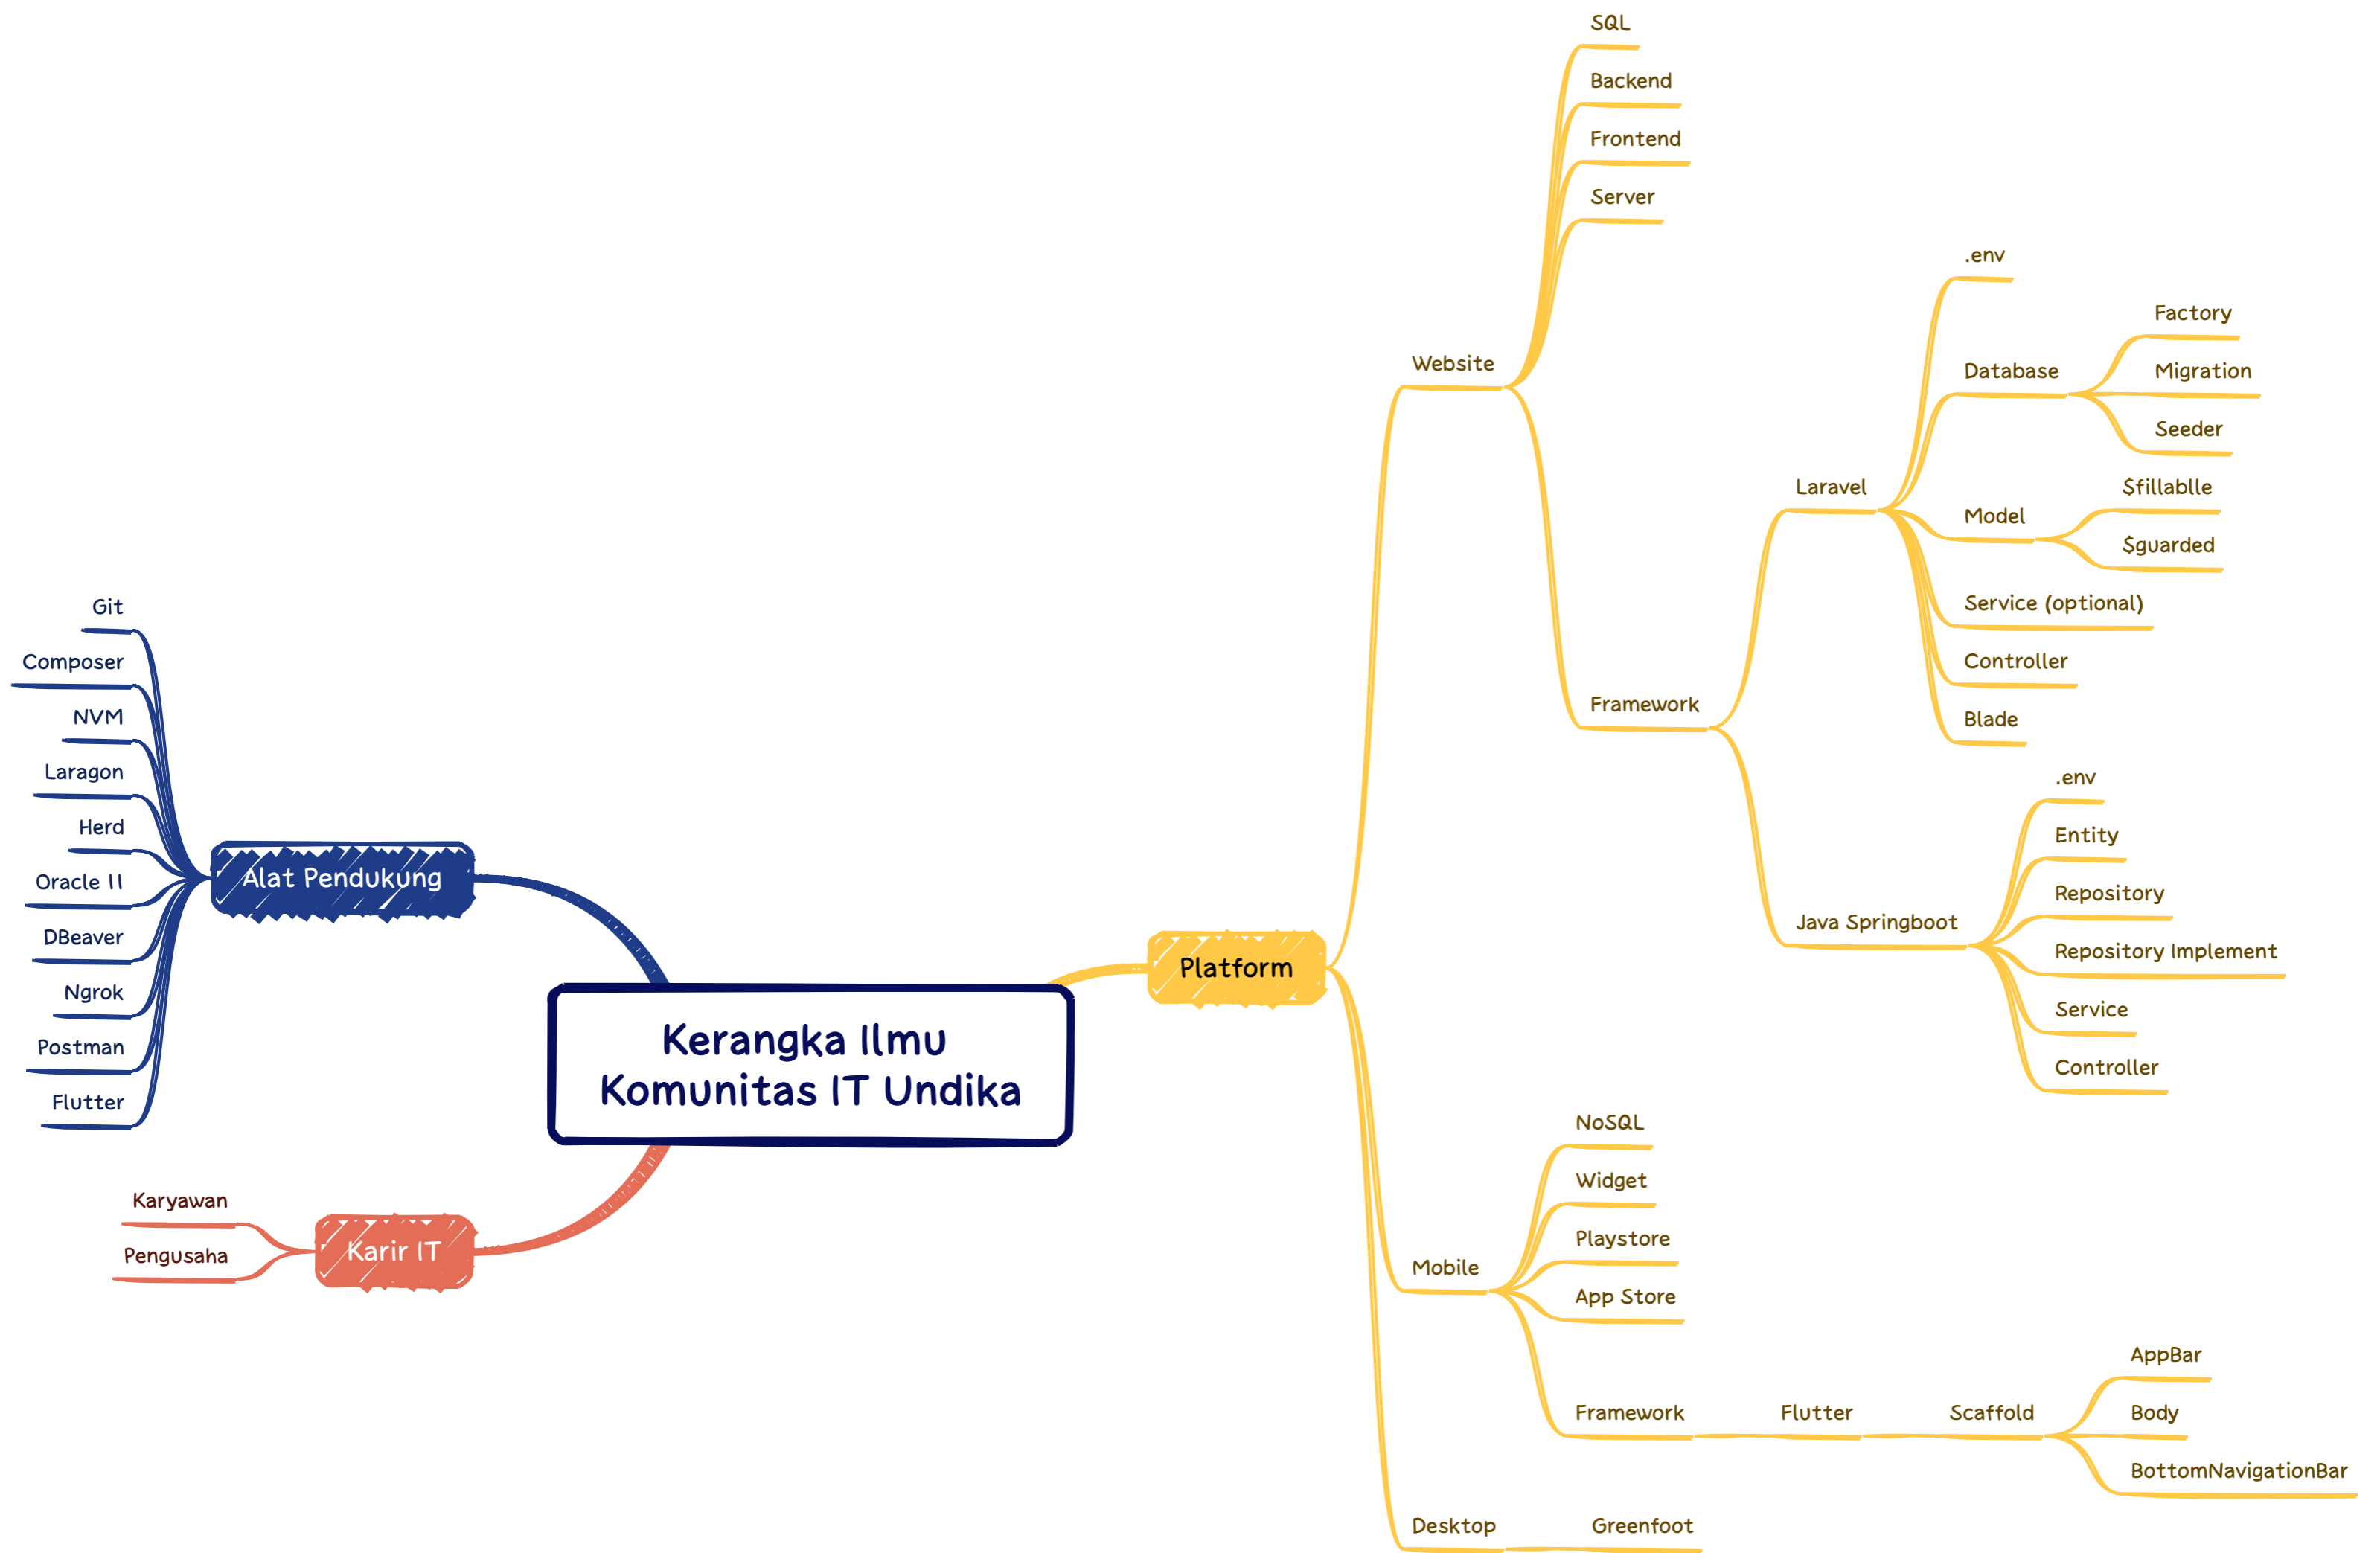 Kerangka Ilmu
Komunitas IT Undika
Platform
Website
SQL
Backend
Frontend
Server
Framework
Laravel
.env
Database
Factory
Migration
Seeder
Model
$fillablle
$guarded
Service (optional)
Controller
Blade
Java Springboot
.env
Entity
Repository
Repository Implement
Service
Controller
Mobile
NoSQL
Widget
Playstore
App Store
Framework
Flutter
Scaffold
AppBar
Body
BottomNavigationBar
Desktop
Greenfoot
Alat Pendukung
Git
Composer
NVM
Laragon
Herd
Oracle 11
DBeaver
Ngrok
Postman
Flutter
Karir IT
Karyawan
Pengusaha